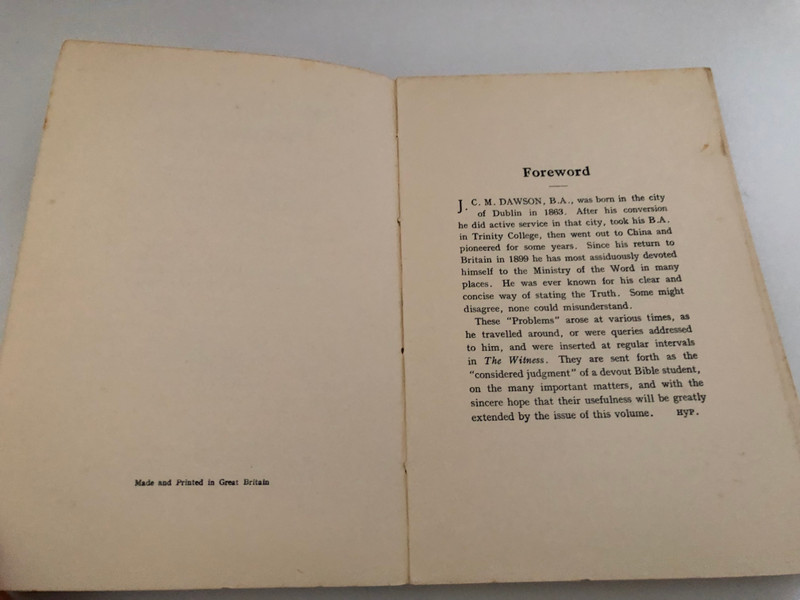 Made and Printed in Great Britain
Foreword
J. C. M. DAWSON, B.A., was born in the city
of Dublin in 1863. After his conversion
he did active service in that city, took his B.A.
in Trinity College, then went out to China and
pioneered for some years. Since his return to
Britain in 1899 he has most assiduously devoted
himself to the Ministry of the Word in many
places. He was ever known for his clear and
concise way of stating the Truth. Some might
disagree, none could misunderstand.
These "Problems" arose at various times, as
he travelled around, or were queries addressed
to him, and were inserted at regular intervals
in The Witness. They are sent forth as the
"considered judgment" of a devout Bible student,
on the many important matters, and with the
sincere hope that their usefulness will be greatly
extended by the issue of this volume. HyP.